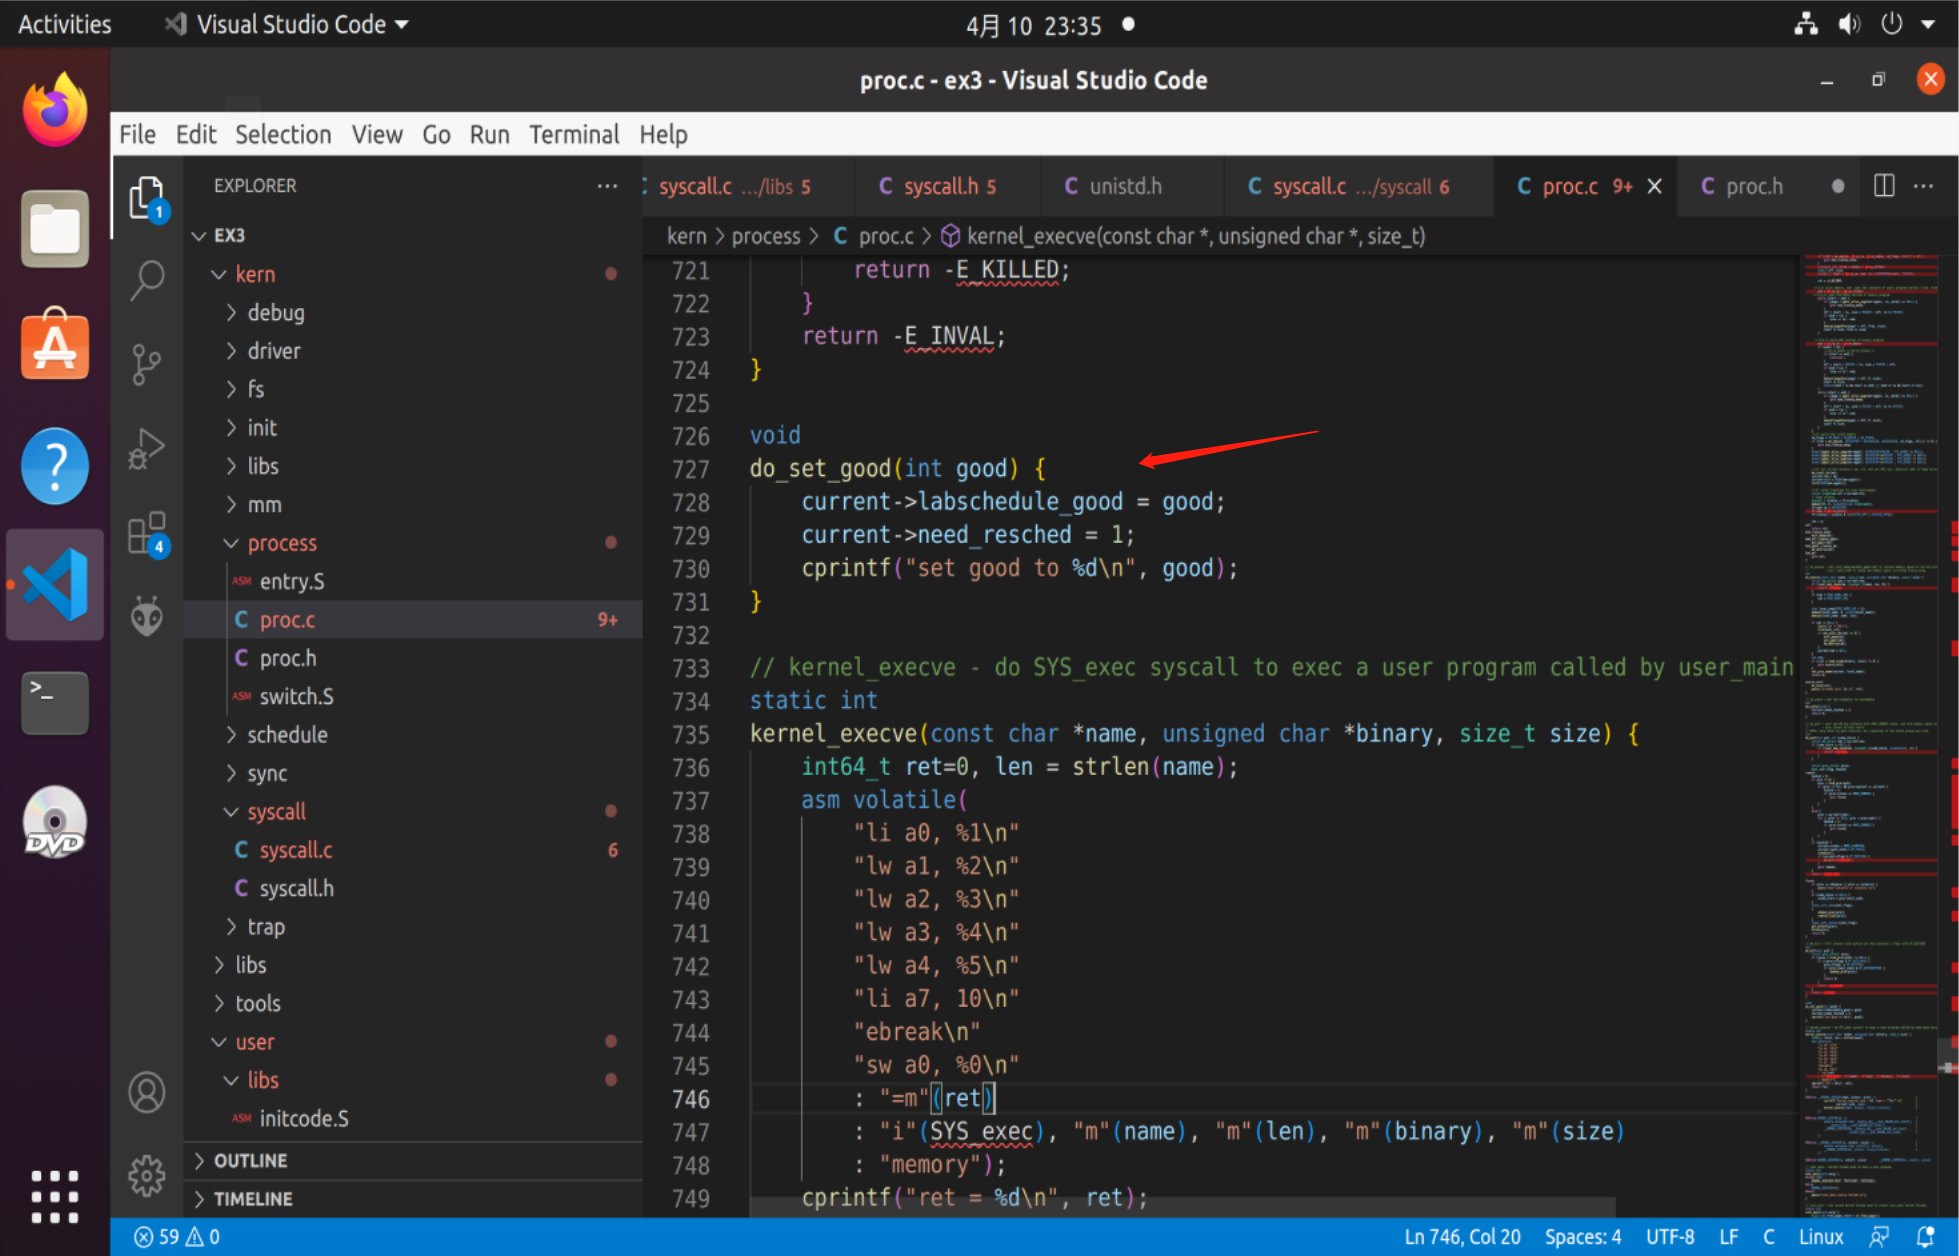 Activities
Visual Studio Code
4月 10 23:35
proc.c - ex3 - Visual Studio Code
File Edit Selection View Go Run Terminal Help
EXPLORER
syscall.c .../libs 5
C syscall.h 5
C unistd.h
C syscall.c .../syscall 6
C proc.c 9+
C proc.h
kern > process > C proc.c > kernel_execve(const char *, unsigned char *, size_t)
EX3
kern
debug
driver
fs
init
libs
mm
process
ASM entry.S
C proc.c 9+
C proc.h
ASM switch.S
schedule
sync
syscall
C syscall.c 6
C syscall.h
trap
libs
tools
user
libs
ASM initcode.S
OUTLINE
TIMELINE
1
4
DVD
721 return -E_KILLED;
722 }
723 return -E_INVAL;
724 }
725
726 void
727 do_set_good(int good) {
728 current->labschedule_good = good;
729 current->need_resched = 1;
730 cprintf("set good to %d\n", good);
731 }
732
733 // kernel_execve - do SYS_exec syscall to exec a user program called by user_main
734 static int
735 kernel_execve(const char *name, unsigned char *binary, size_t size) {
736 int64_t ret=0, len = strlen(name);
737 asm volatile(
738 "li a0, %1\n"
739 "lw a1, %2\n"
740 "lw a2, %3\n"
741 "lw a3, %4\n"
742 "lw a4, %5\n"
743 "li a7, 10\n"
744 "ebreak\n"
745 "sw a0, %0\n"
746 : "=m"(ret)
747 : "i"(SYS_exec), "m"(name), "m"(len), "m"(binary), "m"(size)
748 : "memory");
749 cprintf("ret = %d\n", ret);
59 0
Ln 746, Col 20 Spaces: 4 UTF-8 LF C Linux